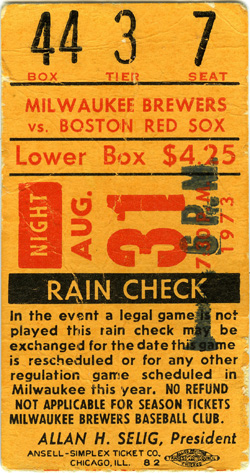 44 3 7
BOX TIER SEAT
MILWAUKEE BREWERS
vs. BOSTON RED SOX
Lower Box $4.25
NIGHT
AUG.
31
6 P.M.
1973
RAIN CHECK
In the event a legal game is not
played this rain check may be
exchanged for the date this game
is rescheduled or for any other
regulation game scheduled in
Milwaukee this year. NO REFUND
NOT APPLICABLE FOR SEASON TICKETS
MILWAUKEE BREWERS BASEBALL CLUB.
ALLAN H. SELIG, President
ANSELL-SIMPLEX TICKET CO.
CHICAGO, ILL. 82